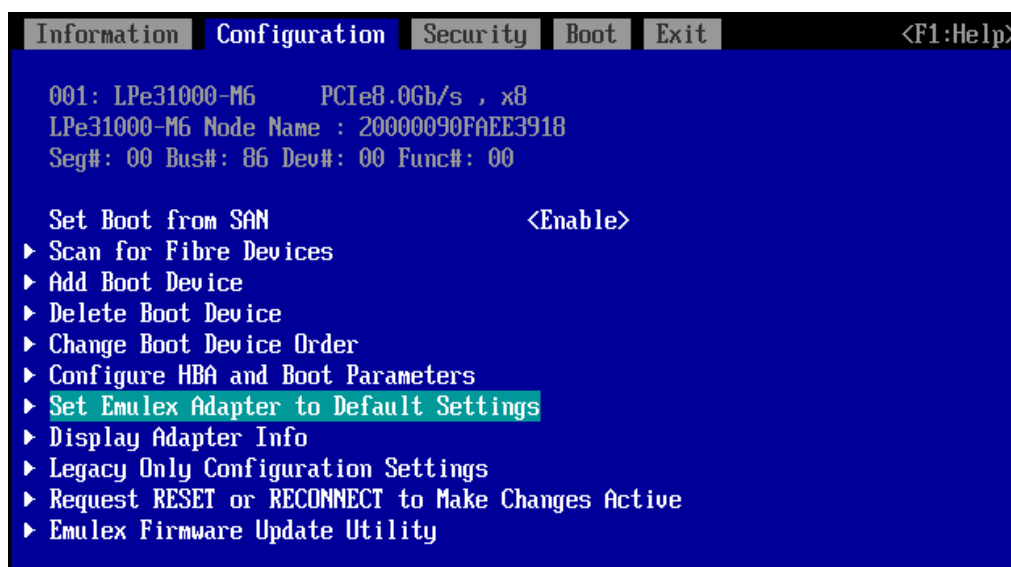 Information Configuration Security Boot Exit <F1:Help>
001: LPe31000-M6 PCIe8.0Gb/s , x8
LPe31000-M6 Node Name : 20000090FAEE3918
Seg#: 00 Bus#: 86 Dev#: 00 Func#: 00
Set Boot from SAN <Enable>
Scan for Fibre Devices
Add Boot Device
Delete Boot Device
Change Boot Device Order
Configure HBA and Boot Parameters
Set Emulex Adapter to Default Settings
Display Adapter Info
Legacy Only Configuration Settings
Request RESET or RECONNECT to Make Changes Active
Emulex Firmware Update Utility